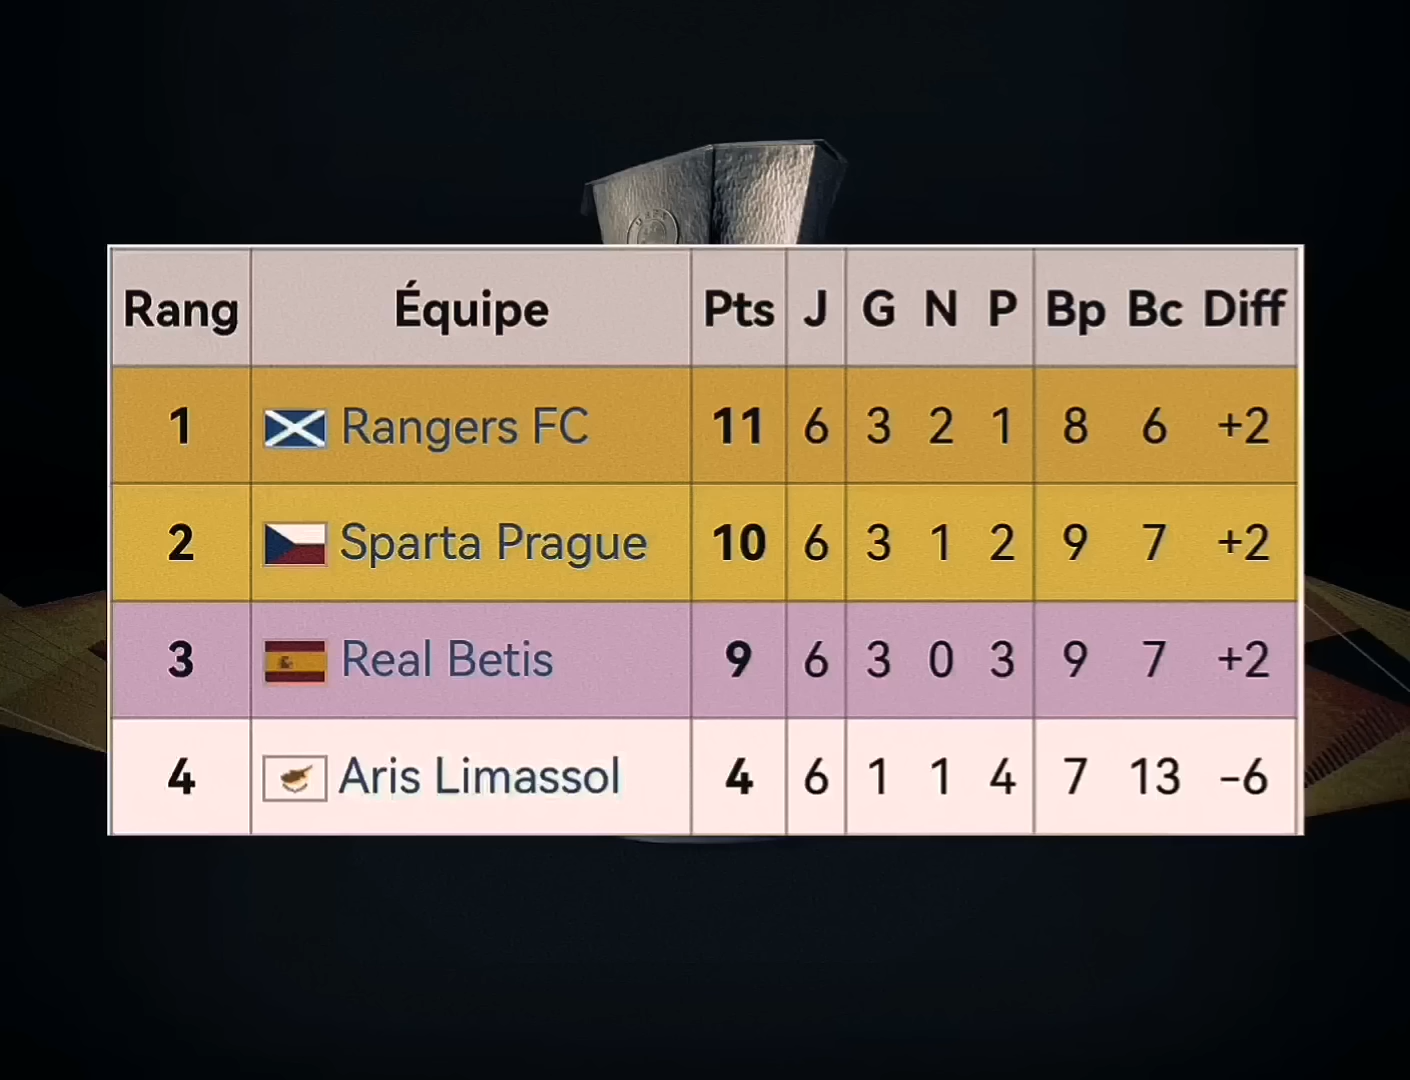 Rang Équipe Pts J G N P Bp Bc Diff
1 Rangers FC 11 6 3 2 1 8 6 +2
2 Sparta Prague 10 6 3 1 2 9 7 +2
3 Real Betis 9 6 3 0 3 9 7 +2
4 Aris Limassol 4 6 1 1 4 7 13 -6